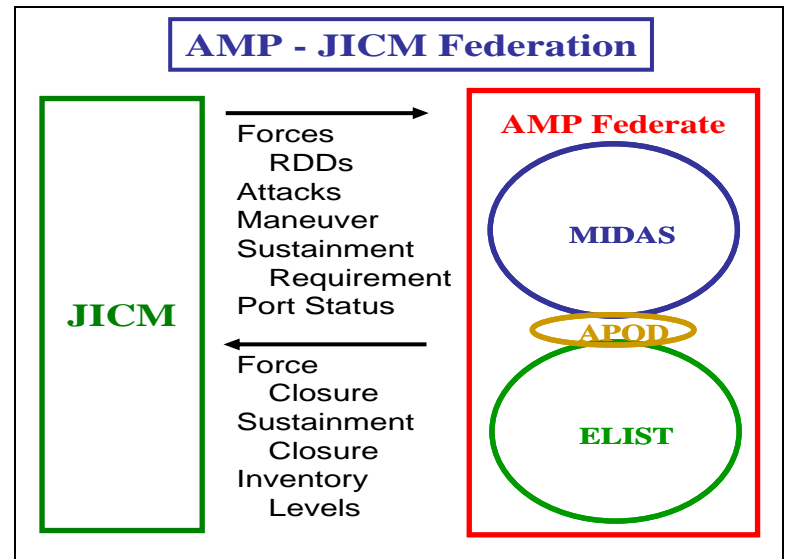 AMP - JICM Federation
JICM
Forces
RDDs
Attacks
Maneuver
Sustainment
Requirement
Port Status
Force
Closure
Sustainment
Closure
Inventory
Levels
AMP Federate
MIDAS
APOD
ELIST